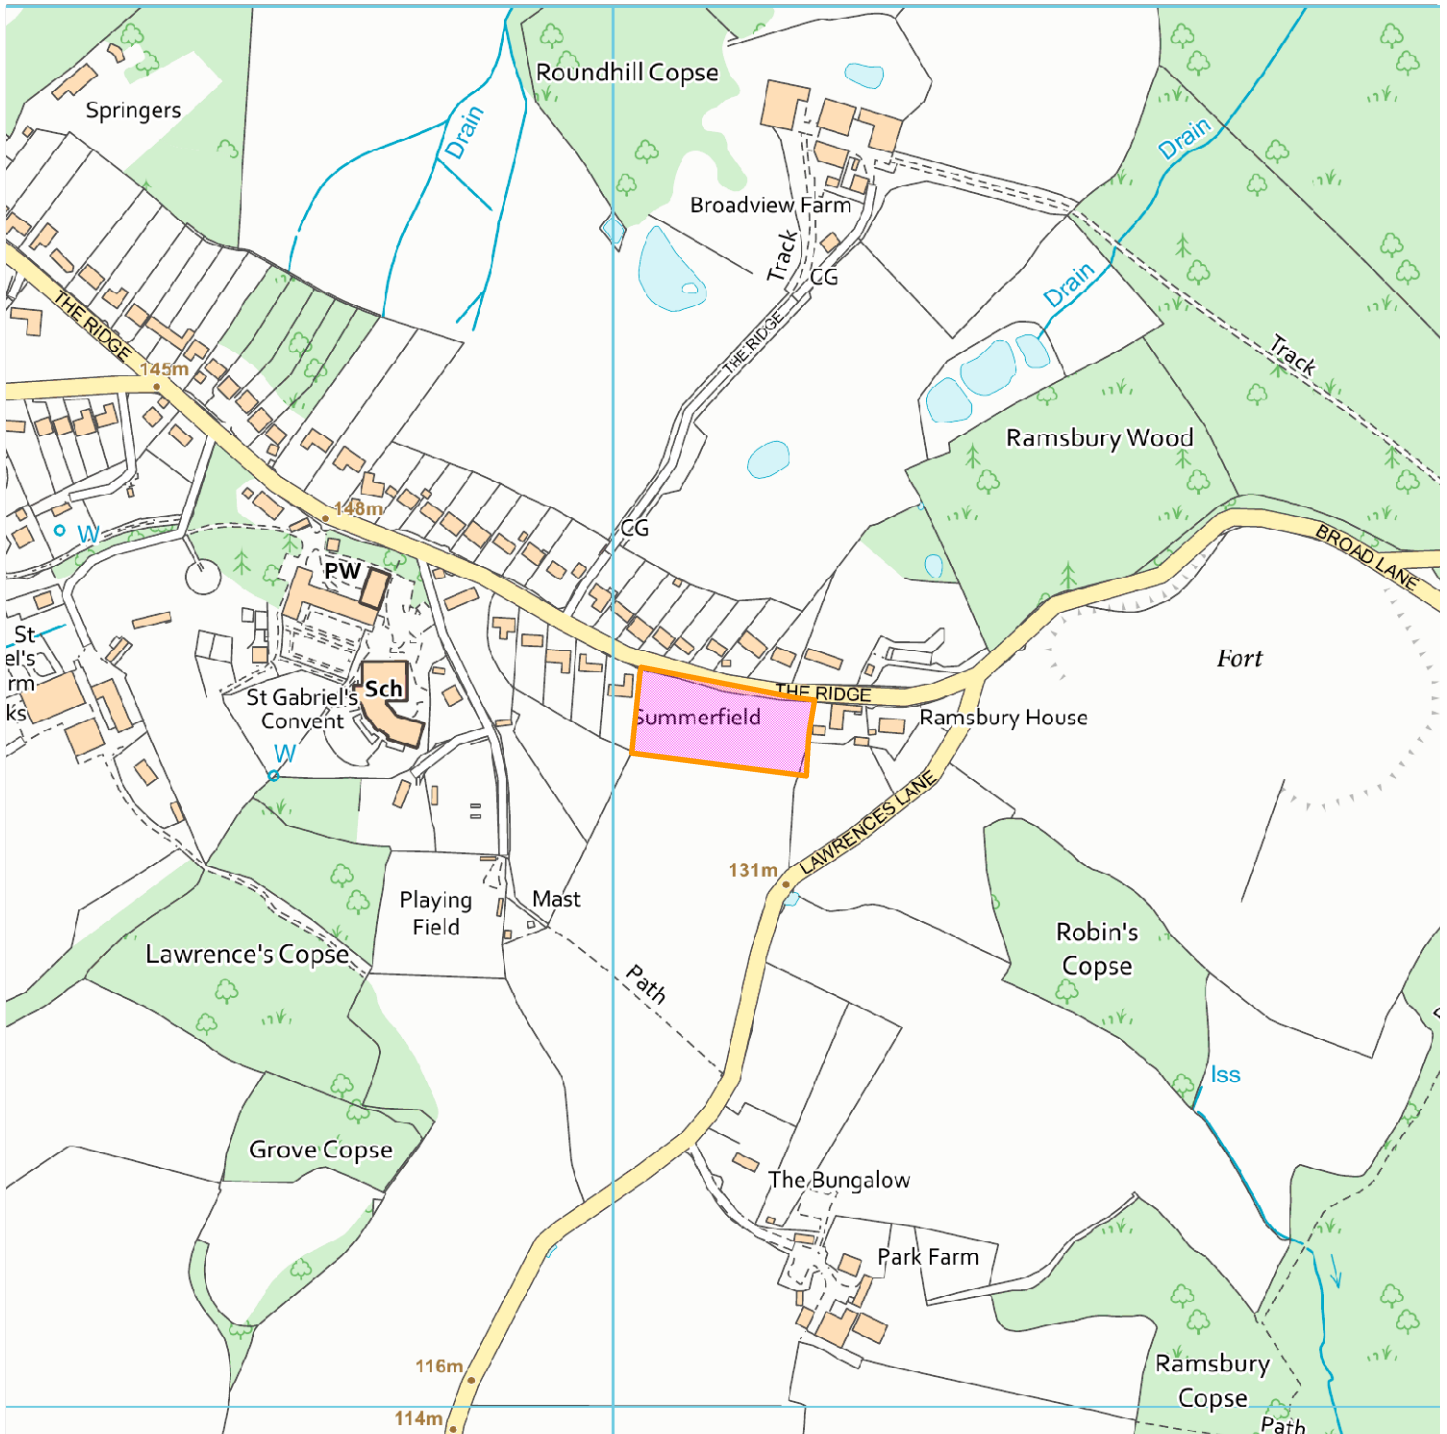 Roundhill Copse
Springers
Drain
Drain
Broadview Farm
Track
CG
Drain
THE RIDGE
THE RIDGE
145m
Track
Ramsbury Wood
148m
CG
W
BROAD LANE
PW
St
el's
rm
ks
Fort
Sch
St Gabriel's
Convent
THE RIDGE
Summerfield
Ramsbury House
W
LAWRENCES LANE
131m
Playing
Field
Mast
Robin's
Copse
Lawrence's Copse
Path
Iss
Grove Copse
The Bungalow
Park Farm
116m
Ramsbury
Copse
114m
Path